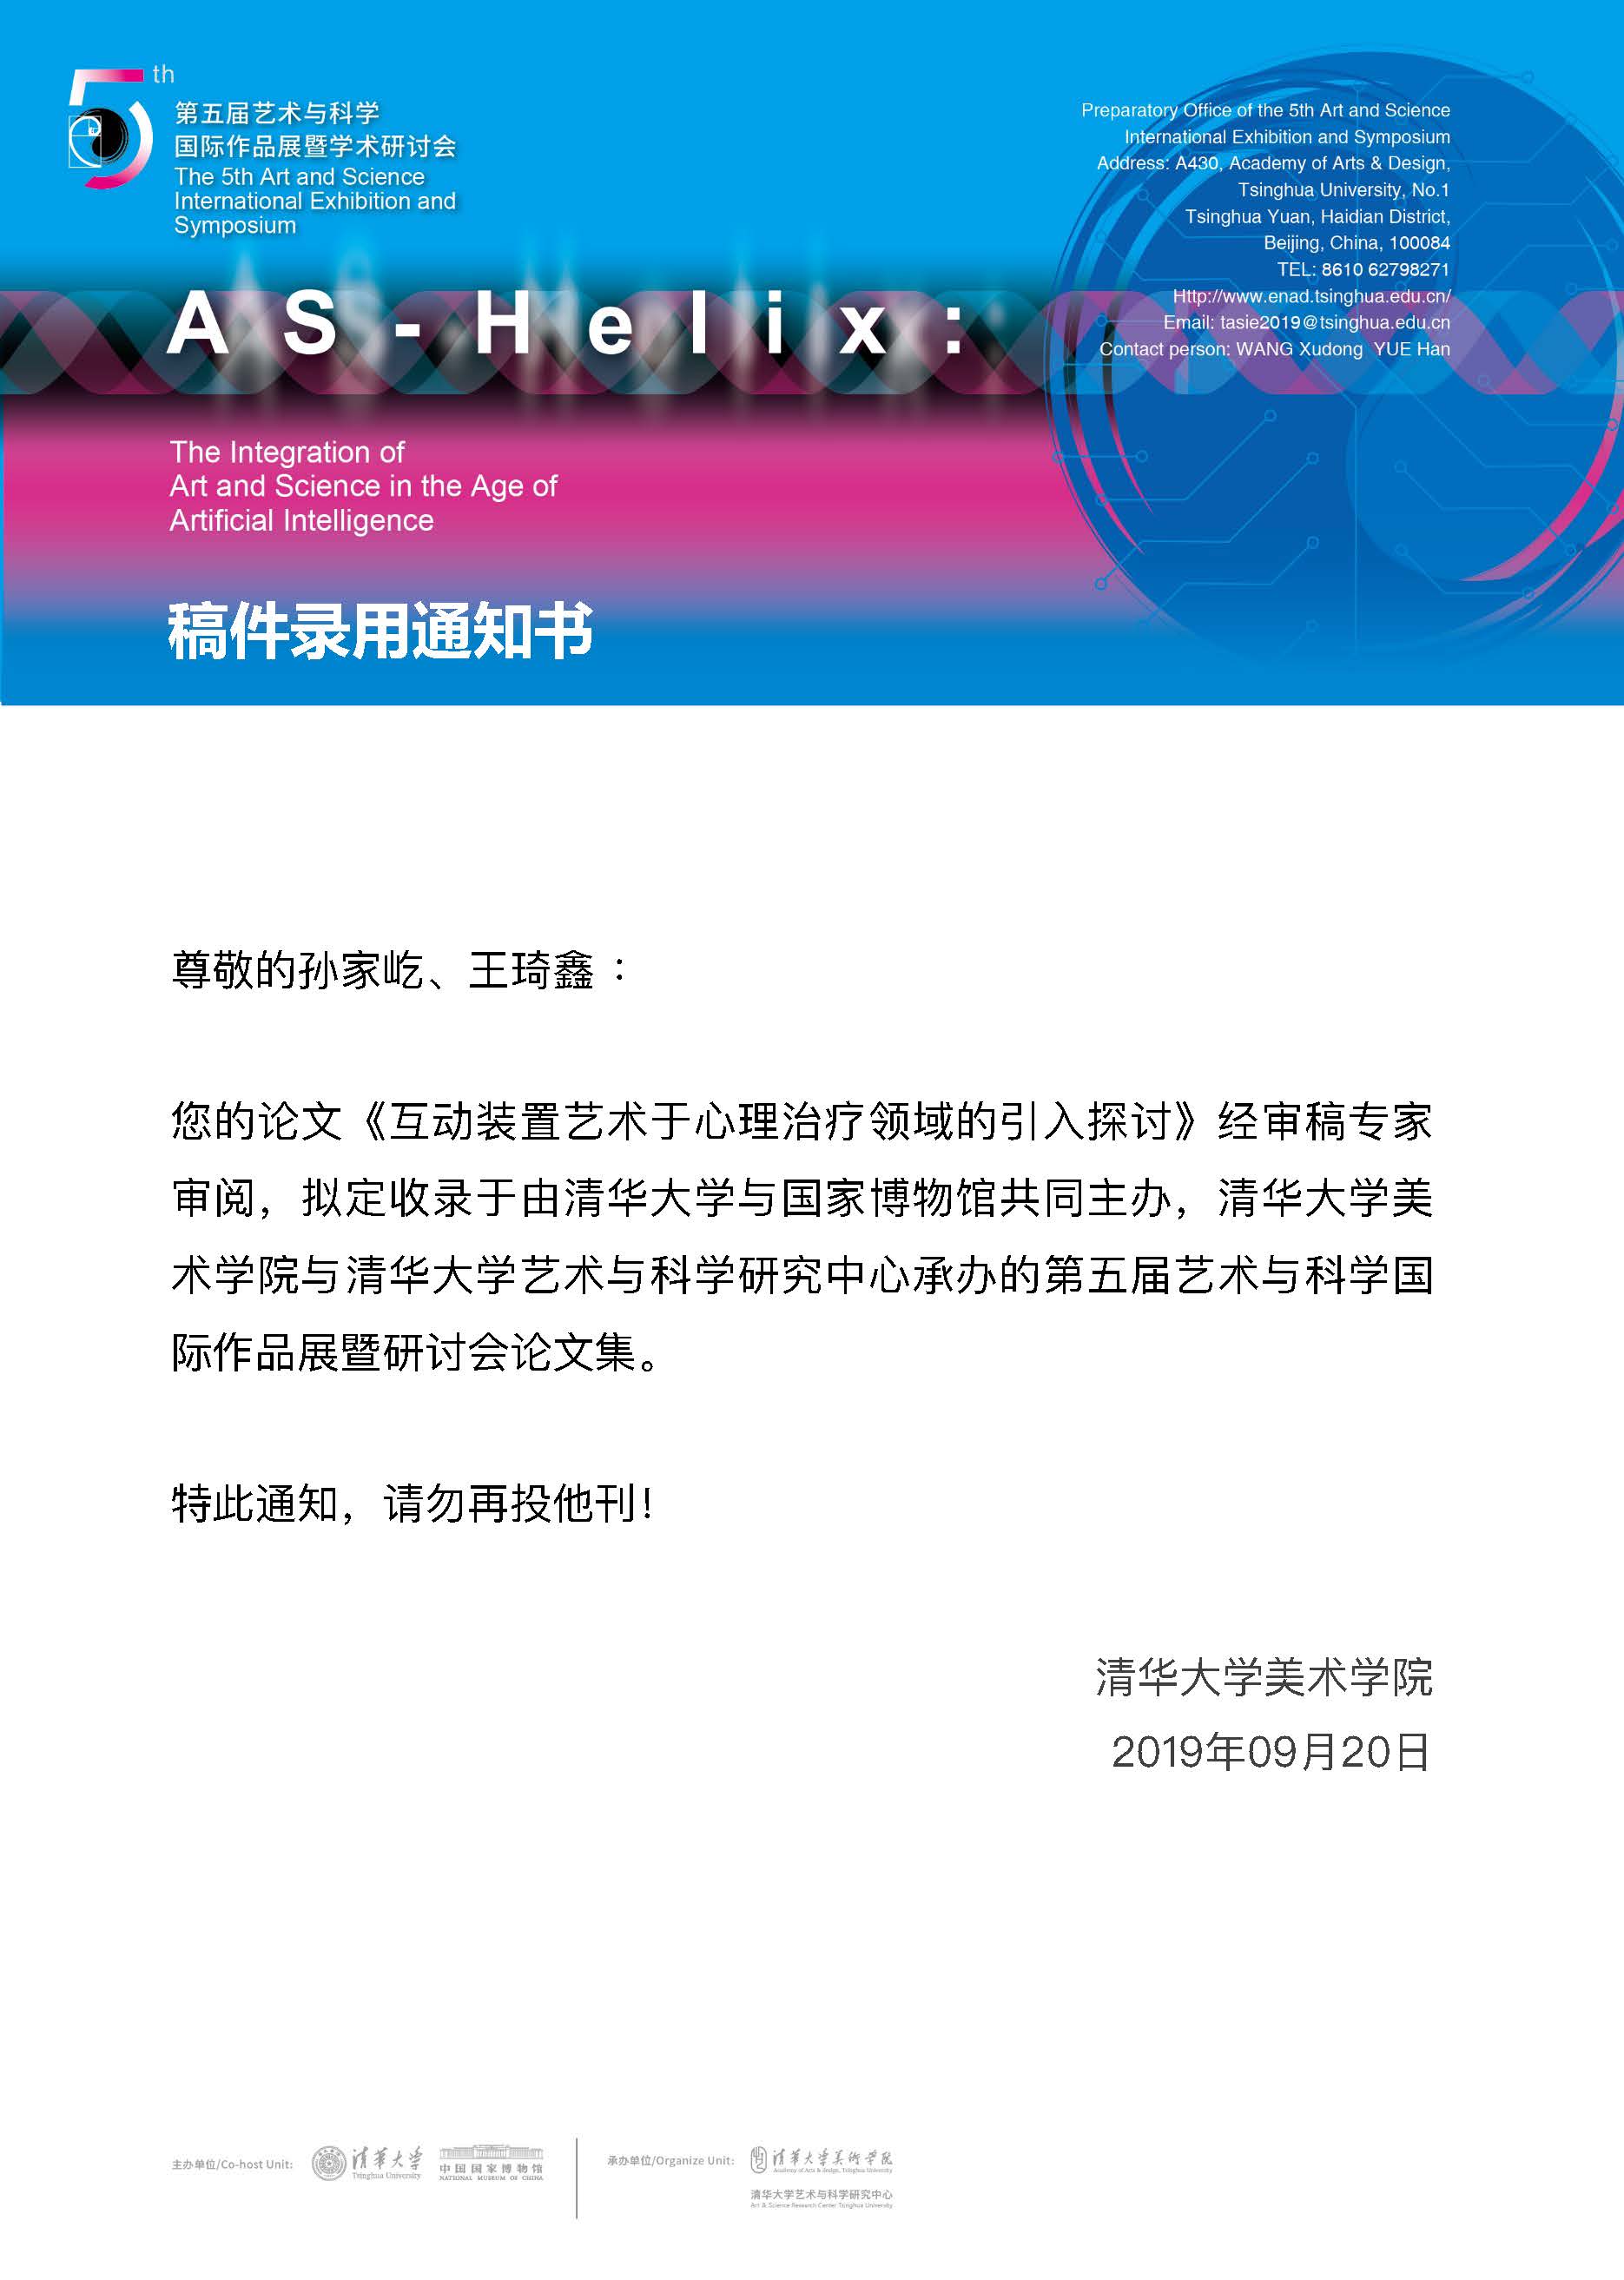 th
第五届艺术与科学
国际作品展暨学术研讨会
The 5th Art and Science
International Exhibition and
Symposium
Preparatory Office of the 5th Art and Science
International Exhibition and Symposium
Address: A430, Academy of Arts & Design,
Tsinghua University, No.1
Tsinghua Yuan, Haidian District,
Beijing, China, 100084
TEL: 8610 62798271
Http://www.enad.tsinghua.edu.cn/
Email: tasie2019@tsinghua.edu.cn
Contact person: WANG Xudong YUE Han
AS-Helix:
The Integration of
Art and Science in the Age of
Artificial Intelligence
稿件录用通知书
尊敬的孙家屹、王琦鑫：
您的论文《互动装置艺术于心理治疗领域的引入探讨》经审稿专家
审阅，拟定收录于由清华大学与国家博物馆共同主办，清华大学美
术学院与清华大学艺术与科学研究中心承办的第五届艺术与科学国
际作品展暨研讨会论文集。
特此通知，请勿再投他刊！
清华大学美术学院
2019年09月20日
主办单位/Co-host Unit:
清華大学
Tsinghua University
中国国家博物馆
NATIONAL MUSEUM OF CHINA
承办单位/Organize Unit:
清華大学美術学院
Academy of Arts & Design, Tsinghua University
清华大学艺术与科学研究中心
Art & Science Research Center Tsinghua University